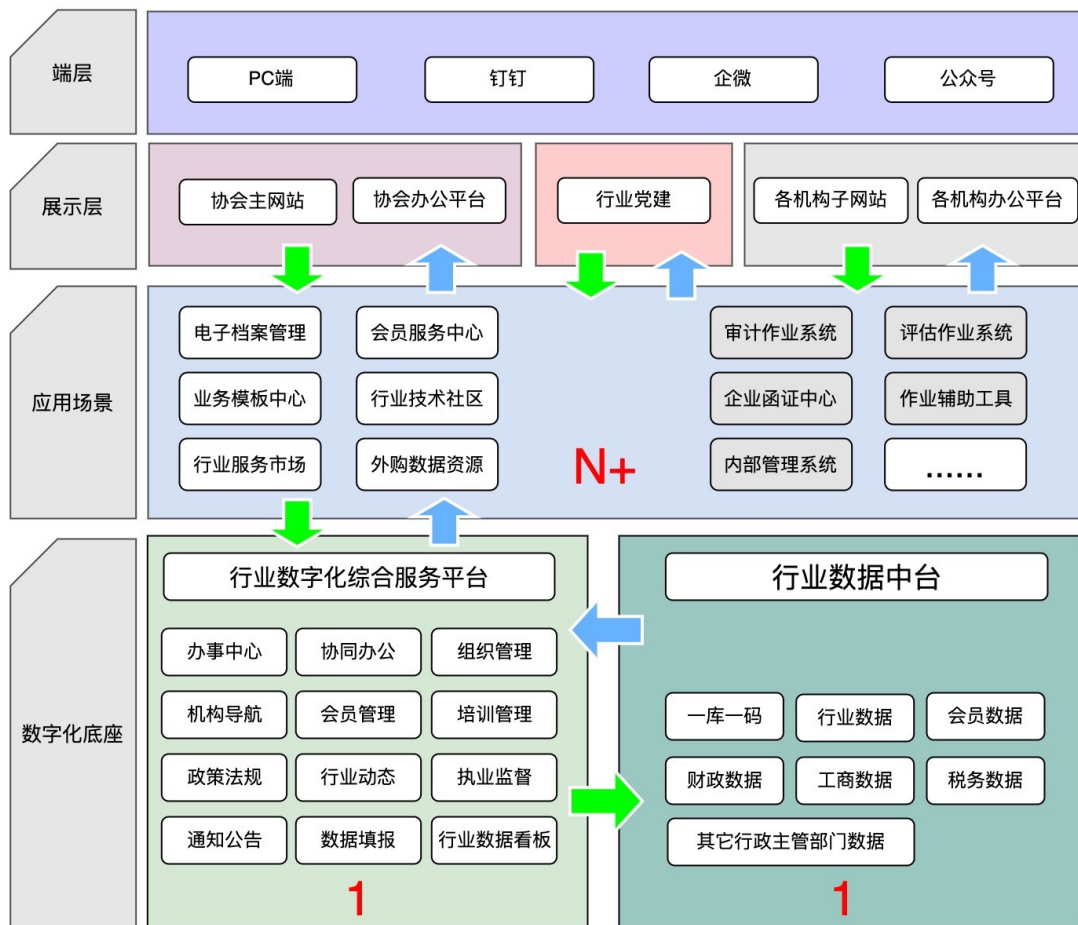 端层
PC端
钉钉
企微
公众号
展示层
协会主网站
协会办公平台
行业党建
各机构子网站
各机构办公平台
应用场景
电子档案管理
会员服务中心
审计作业系统
评估作业系统
业务模板中心
行业技术社区
企业函证中心
作业辅助工具
行业服务市场
外购数据资源
N+
内部管理系统
......
数字化底座
行业数字化综合服务平台
办事中心
协同办公
组织管理
机构导航
会员管理
培训管理
政策法规
行业动态
执业监督
通知公告
数据填报
行业数据看板
1
行业数据中台
一库一码
行业数据
会员数据
财政数据
工商数据
税务数据
其它行政主管部门数据
1